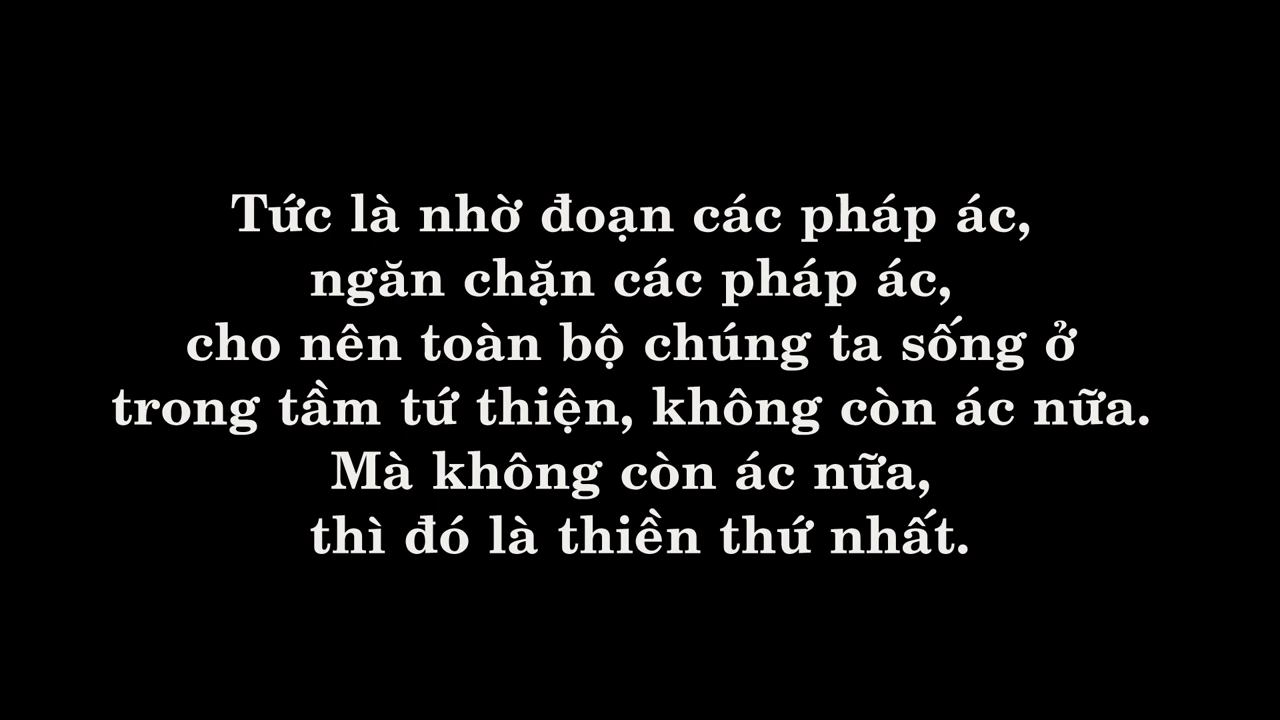 Tức là nhờ đoạn các pháp ác,
ngăn chặn các pháp ác,
cho nên toàn bộ chúng ta sống ở
trong tầm tứ thiện, không còn ác nữa.
Mà không còn ác nữa,
thì đó là thiền thứ nhất.